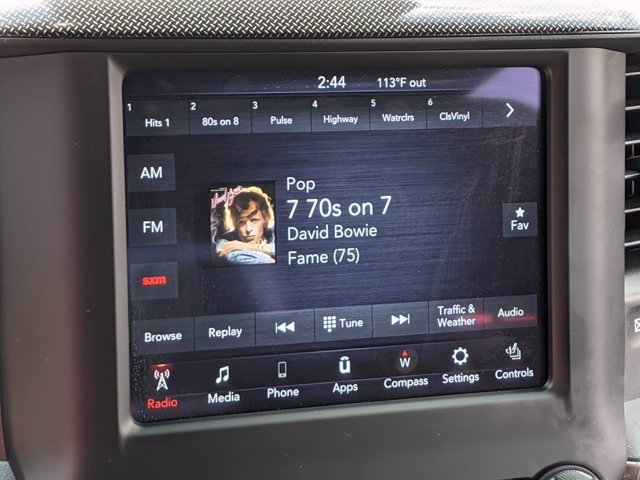 2:44 113°F out
1 2 3 4 5 6
Hits 1 80s on 8 Pulse Highway Watrclrs ClsVinyl
AM
FM
sxm
Pop
7 70s on 7
David Bowie
Fame (75)
Fav
Browse Replay Tune Traffic &
Weather Audio
W
Radio Media Phone Apps Compass Settings Controls